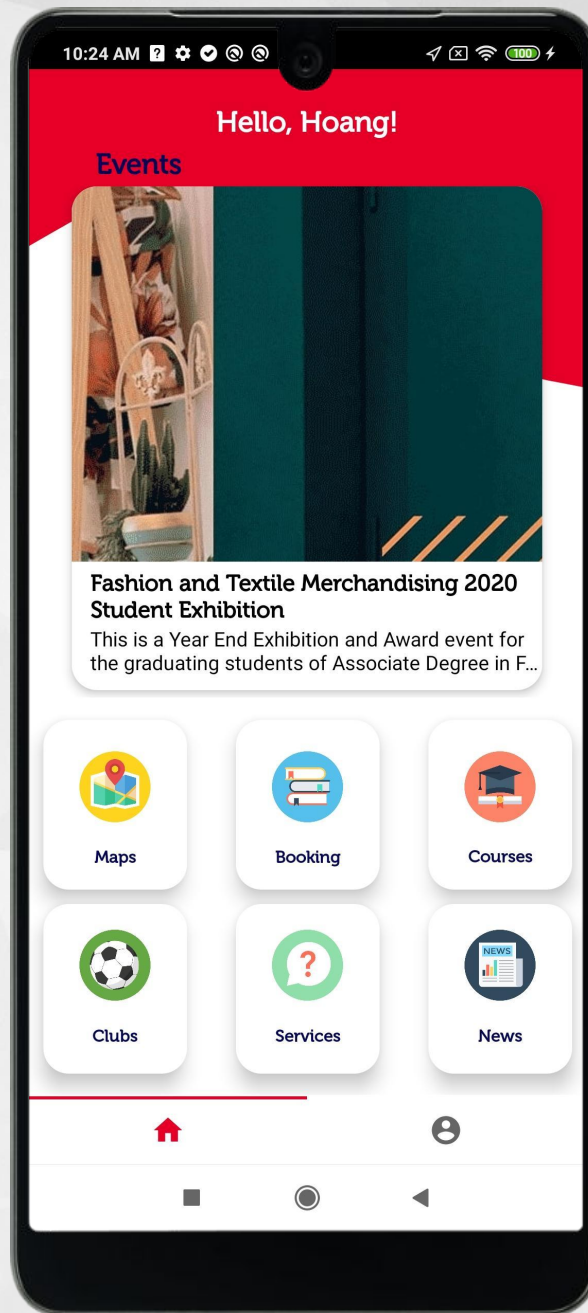 10:24 AM
100
Hello, Hoang!
Events
Fashion and Textile Merchandising 2020
Student Exhibition
This is a Year End Exhibition and Award event for
the graduating students of Associate Degree in F...
Maps
Booking
Courses
?
NEWS
Clubs
Services
News